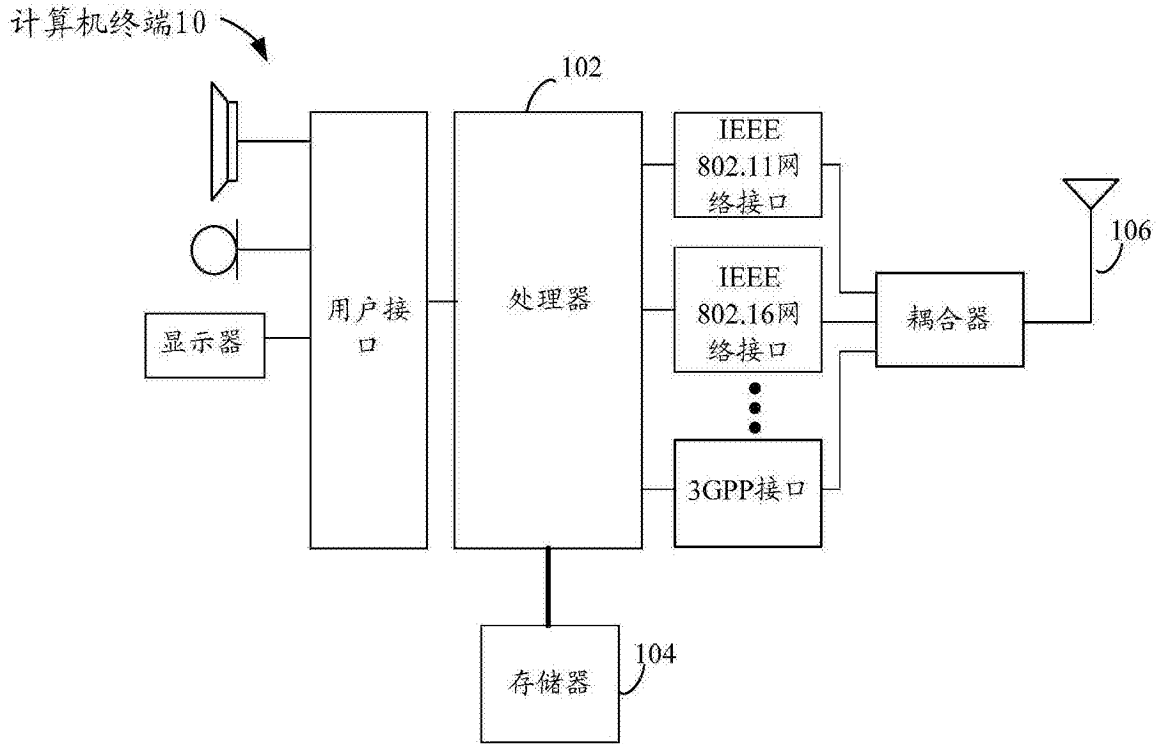 计算机终端10
102
IEEE
802.11网
络接口
106
IEEE
802.16网
络接口
处理器
用户接
口
耦合器
显示器
3GPP接口
104
存储器